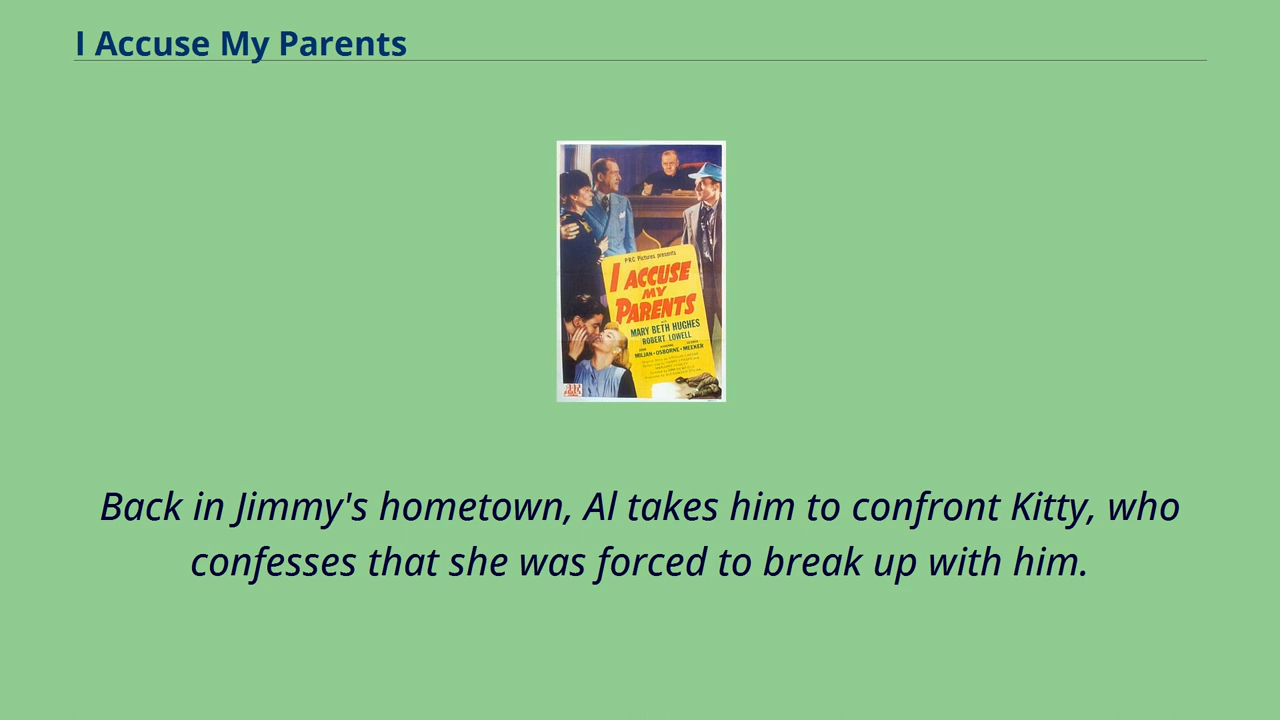 I Accuse My Parents
PRC Pictures presents
I ACCUSE
MY
PARENTS
MARY BETH HUGHES
ROBERT LOWELL
MILJAN • OSBORNE • MEEKER
Back in Jimmy's hometown, Al takes him to confront Kitty, who
confesses that she was forced to break up with him.